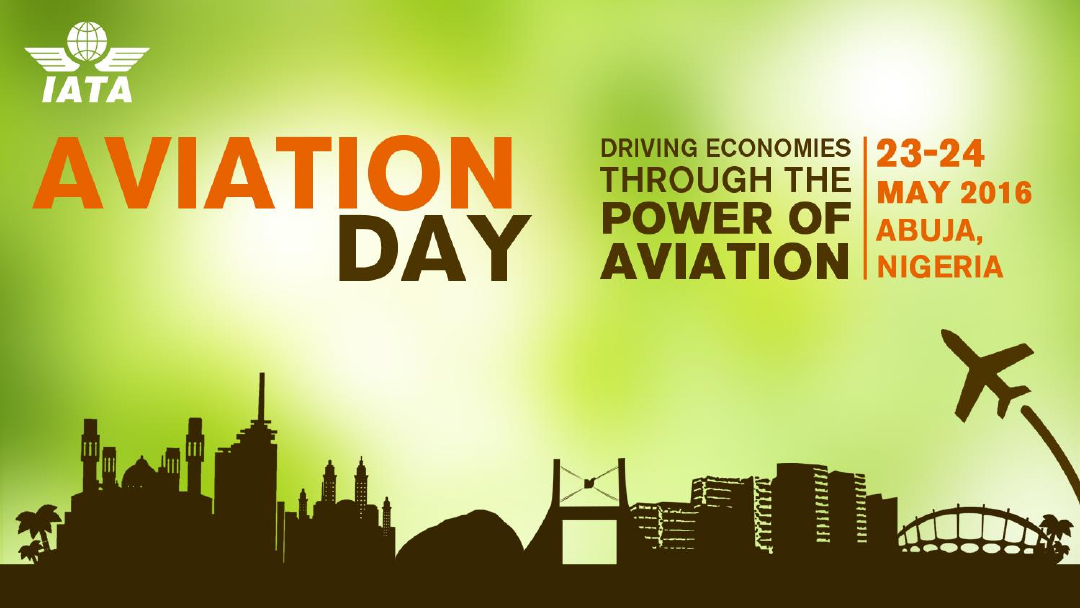 IATA
AVIATION
DAY
DRIVING ECONOMIES
THROUGH THE
POWER OF
AVIATION
23-24
MAY 2016
ABUJA,
NIGERIA